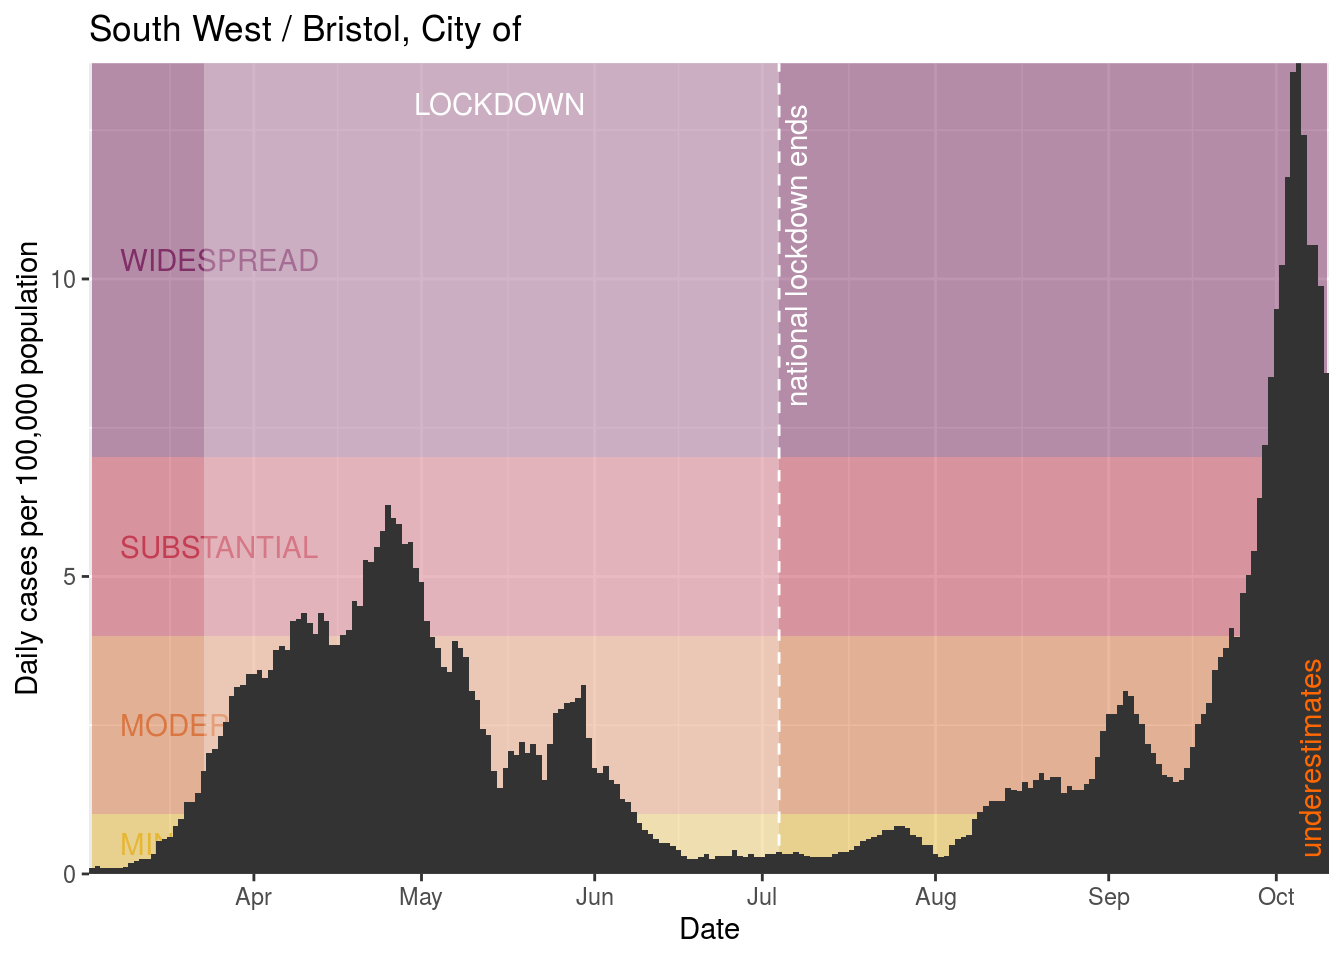 South West / Bristol, City of
LOCKDOWN
national lockdown ends
WIDESPREAD
SUBSTANTIAL
MODER
MIN
underestimates
Daily cases per 100,000 population
10
5
0
Apr
May
Jun
Jul
Aug
Sep
Oct
Date